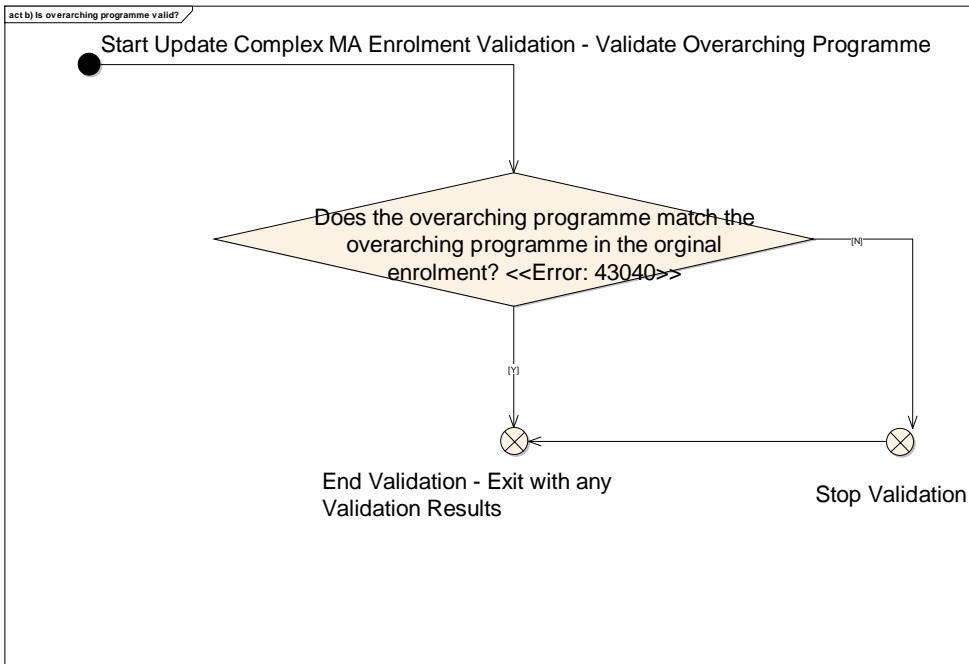 act b) Is overarching programme valid?
Start Update Complex MA Enrolment Validation - Validate Overarching Programme
Does the overarching programme match the
overarching programme in the orginal
enrolment? <<Error: 43040>>
[N]
[Y]
End Validation - Exit with any
Validation Results
Stop Validation